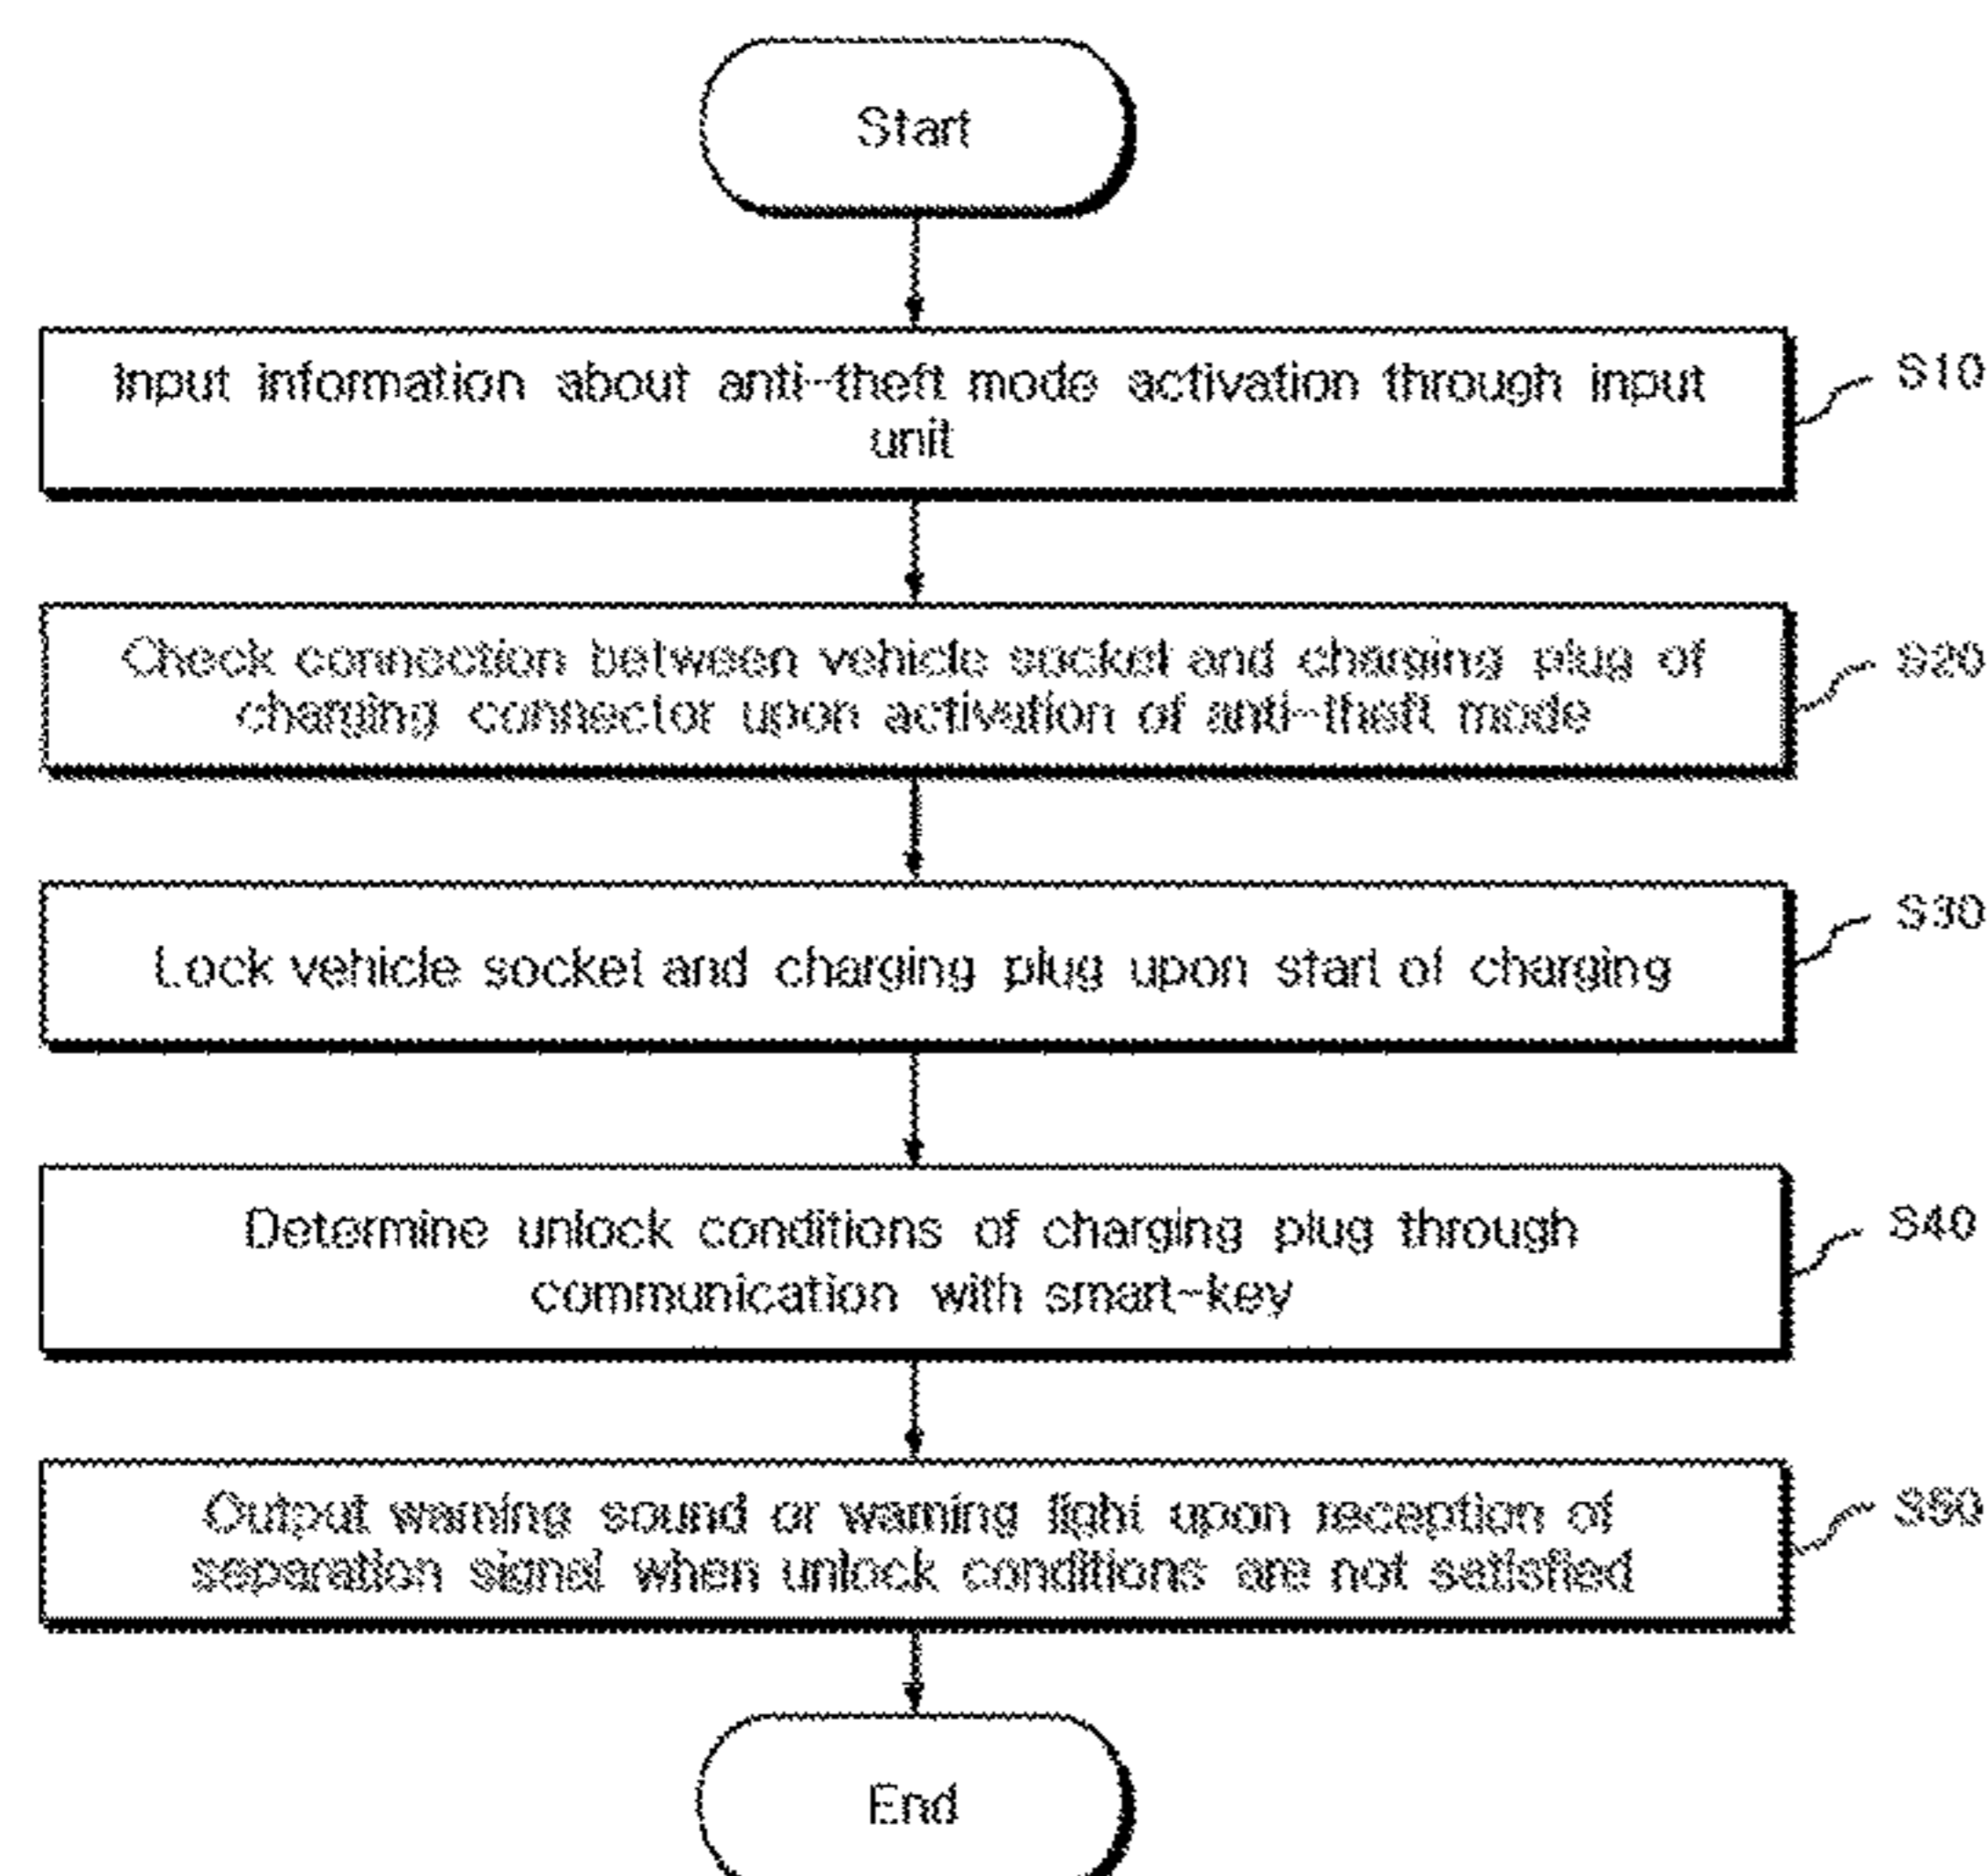 Start
Input information about anti-theft mode activation through input
unit
S10
Check connection between vehicle socket and charging plug of
charging connector upon activation of anti-theft mode
S20
Lock vehicle socket and charging plug upon start of charging
S30
Determine unlock conditions of charging plug through
communication with smart-key
S40
Output warning sound or warning light upon reception of
separation signal when unlock conditions are not satisfied
S50
End